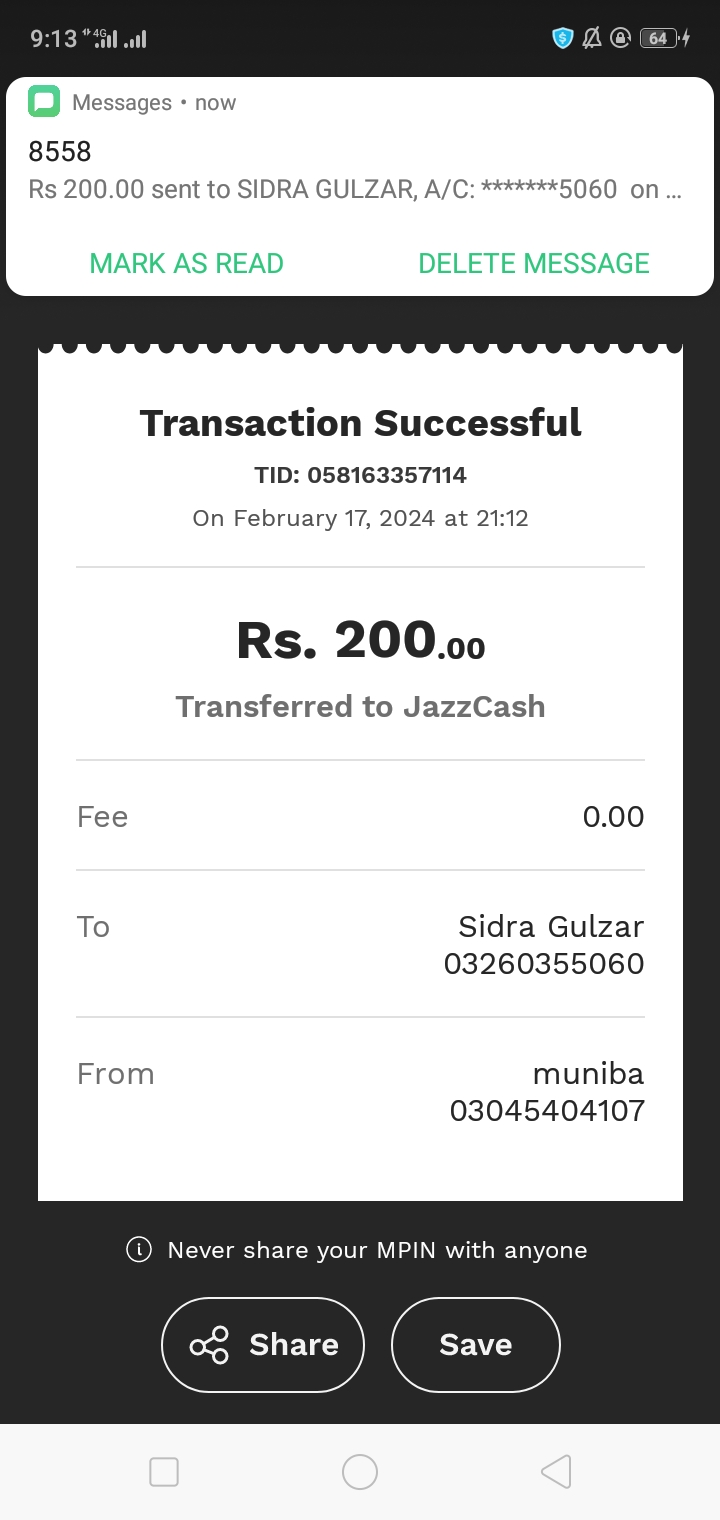 9:13 4G 64
Messages • now
8558
Rs 200.00 sent to SIDRA GULZAR, A/C: *******5060 on ...
MARK AS READ DELETE MESSAGE
Transaction Successful
TID: 058163357114
On February 17, 2024 at 21:12
Rs. 200.00
Transferred to JazzCash
Fee 0.00
To Sidra Gulzar
03260355060
From muniba
03045404107
Never share your MPIN with anyone
Share Save